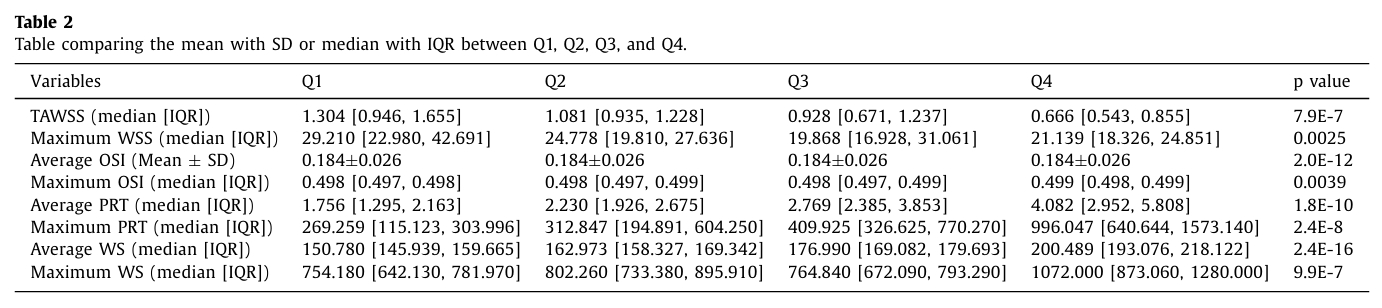 Table 2
Table comparing the mean with SD or median with IQR between Q1, Q2, Q3, and Q4.
Variables Q1 Q2 Q3 Q4 p value
TAWSS (median [IQR]) 1.304 [0.946, 1.655] 1.081 [0.935, 1.228] 0.928 [0.671, 1.237] 0.666 [0.543, 0.855] 7.9E-7
Maximum WSS (median [IQR]) 29.210 [22.980, 42.691] 24.778 [19.810, 27.636] 19.868 [16.928, 31.061] 21.139 [18.326, 24.851] 0.0025
Average OSI (Mean ± SD) 0.184±0.026 0.184±0.026 0.184±0.026 0.184±0.026 2.0E-12
Maximum OSI (median [IQR]) 0.498 [0.497, 0.498] 0.498 [0.497, 0.499] 0.498 [0.497, 0.499] 0.499 [0.498, 0.499] 0.0039
Average PRT (median [IQR]) 1.756 [1.295, 2.163] 2.230 [1.926, 2.675] 2.769 [2.385, 3.853] 4.082 [2.952, 5.808] 1.8E-10
Maximum PRT (median [IQR]) 269.259 [115.123, 303.996] 312.847 [194.891, 604.250] 409.925 [326.625, 770.270] 996.047 [640.644, 1573.140] 2.4E-8
Average WS (median [IQR]) 150.780 [145.939, 159.665] 162.973 [158.327, 169.342] 176.990 [169.082, 179.693] 200.489 [193.076, 218.122] 2.4E-16
Maximum WS (median [IQR]) 754.180 [642.130, 781.970] 802.260 [733.380, 895.910] 764.840 [672.090, 793.290] 1072.000 [873.060, 1280.000] 9.9E-7